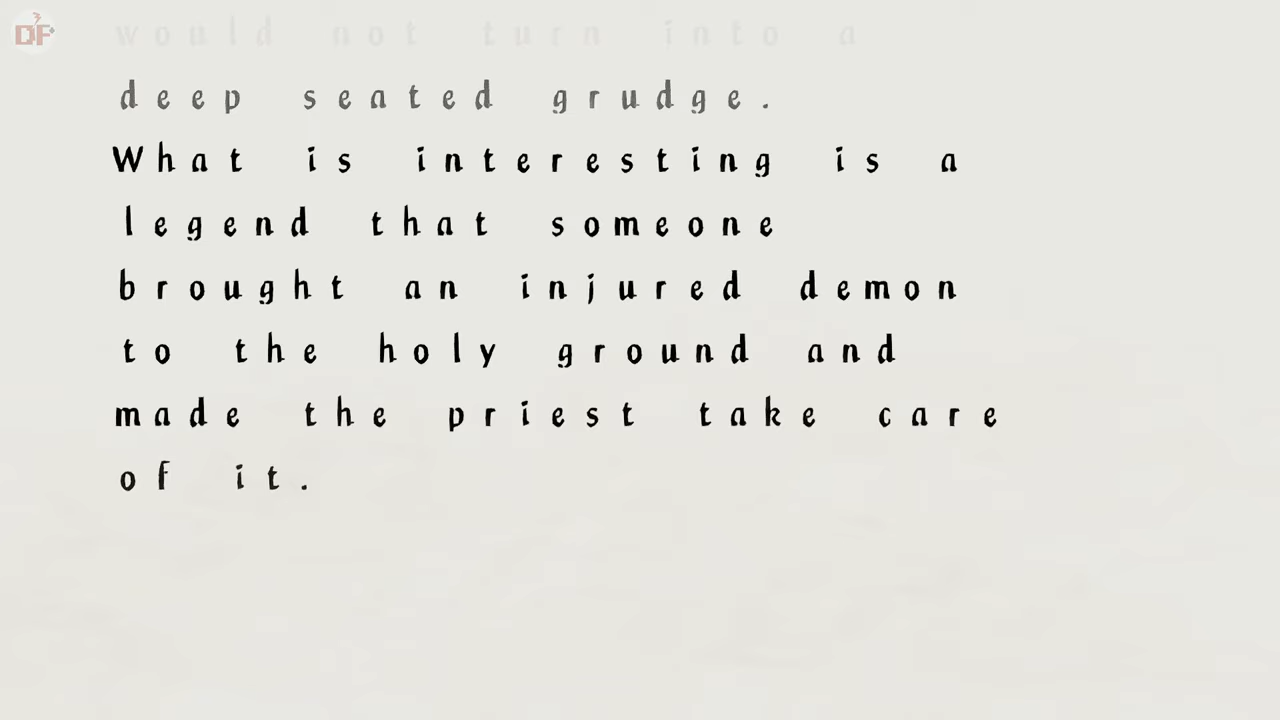 DF
would not turn into a
deep seated grudge.
What is interesting is a
legend that someone
brought an injured demon
to the holy ground and
made the priest take care
of it.